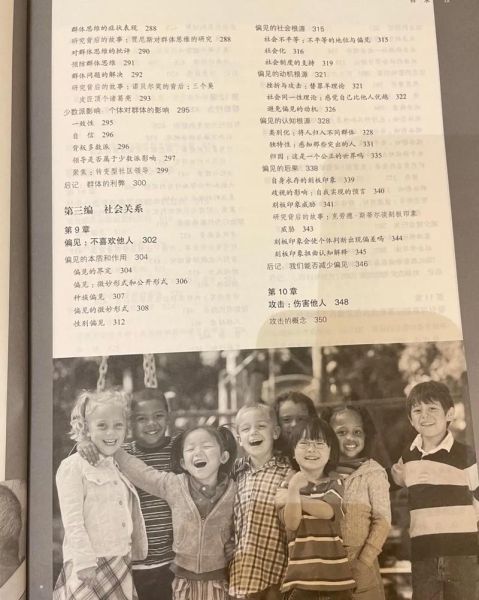 目 录
群体思维的症状表现 288
研究背后的故事：贾尼斯对群体思维的研究 288
对群体思维的批评 290
预防群体思维 291
群体问题的解决 292
研究背后的故事：诺贝尔奖的背后：三个臭
皮匠顶个诸葛亮 293
少数派影响：个体对群体的影响 295
一致性 295
自 信 296
背叛多数派 296
领导是否属于少数派影响 297
聚焦：转变型社区领导 299
后记：群体的利弊 300
第三编 社会关系
第 9 章
偏见：不喜欢他人 302
偏见的本质和作用 304
偏见的界定 304
偏见：微妙形式和公开形式 306
种族偏见 307
偏见的微妙形式 308
性别偏见 312
偏见的社会根源 315
社会不平等：不平等的地位与偏见 315
社会化 316
社会制度的支持 319
偏见的动机根源 321
挫折与攻击：替罪羊理论 321
社会同一性理论：感觉自己比他人优越 322
避免偏见的动机 326
偏见的认知根源 328
类别化：将人归入不同群体 328
独特性：感知那些突出的人 331
归因：这是一个公正的世界吗 335
偏见的后果 338
自身永存的刻板印象 339
歧视的影响：自我实现的预言 340
刻板印象威胁 341
研究背后的故事：克劳德·斯蒂尔谈刻板印象
威胁 343
刻板印象会使个体判断出现偏差吗 344
刻板印象扭曲认知解释 345
后记：我们能否减少偏见 346
第 10 章
攻击：伤害他人 348
攻击的概念 350